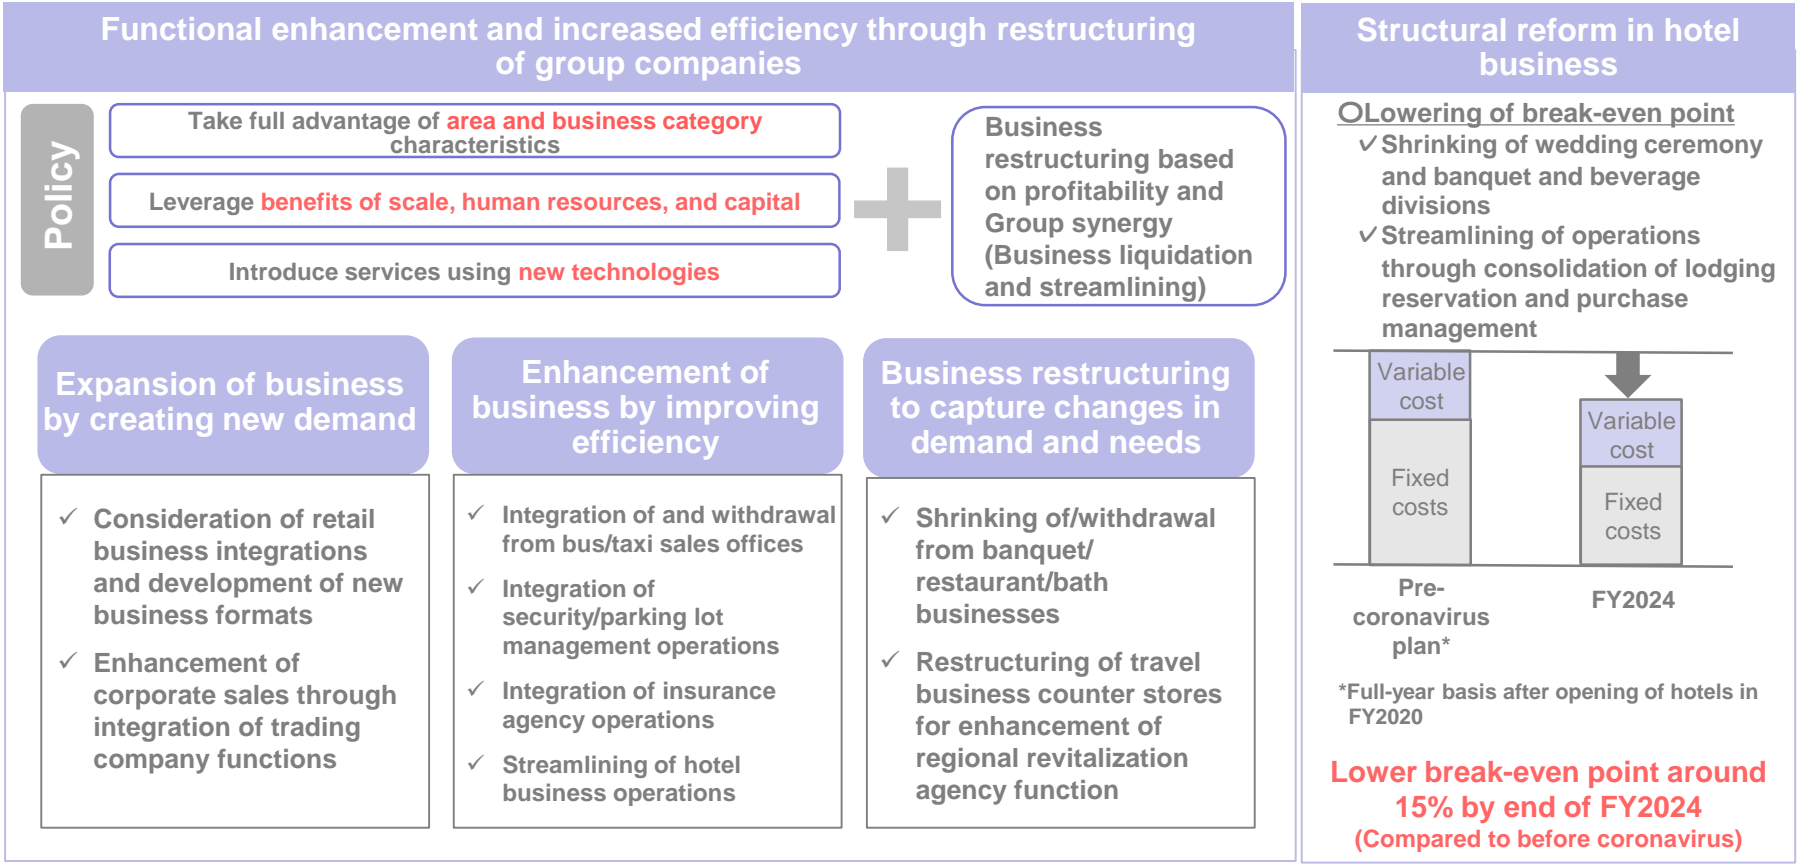 Functional enhancement and increased efficiency through restructuring
of group companies
Policy
Take full advantage of area and business category
characteristics
Leverage benefits of scale, human resources, and capital
Introduce services using new technologies
Business
restructuring based
on profitability and
Group synergy
(Business liquidation
and streamlining)
Expansion of business
by creating new demand
✓ Consideration of retail
business integrations
and development of new
business formats
✓ Enhancement of
corporate sales through
integration of trading
company functions
Enhancement of
business by improving
efficiency
✓ Integration of and withdrawal
from bus/taxi sales offices
✓ Integration of
security/parking lot
management operations
✓ Integration of insurance
agency operations
✓ Streamlining of hotel
business operations
Business restructuring
to capture changes in
demand and needs
✓ Shrinking of/withdrawal
from banquet/
restaurant/bath
businesses
✓ Restructuring of travel
business counter stores
for enhancement of
regional revitalization
agency function
Structural reform in hotel
business
〇Lowering of break-even point
✓Shrinking of wedding ceremony
and banquet and beverage
divisions
✓Streamlining of operations
through consolidation of lodging
reservation and purchase
management
Variable
cost
Fixed
costs
Variable
cost
Fixed
costs
Pre-
coronavirus
plan*
FY2024
*Full-year basis after opening of hotels in
FY2020
Lower break-even point around
15% by end of FY2024
(Compared to before coronavirus)